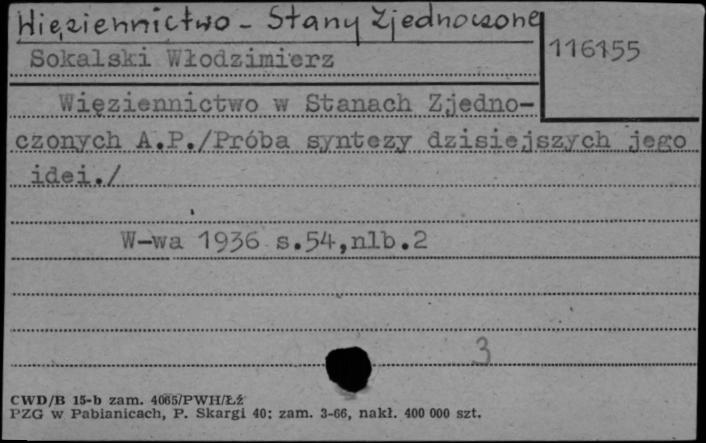 Więziennictwo - Stany Zjednoczone
116155
Sokalski Włodzimierz
Więziennictwo w Stanach Zjedno-
czonych A.P./Próba syntezy dzisiejszych jego
idei./
W-wa 1936 s.54,nlb.2
3
CWD/B 15-b zam. 4065/PWH/Łź
PZG w Pabianicach, P. Skargi 40; zam. 3-66, nakł. 400 000 szt.